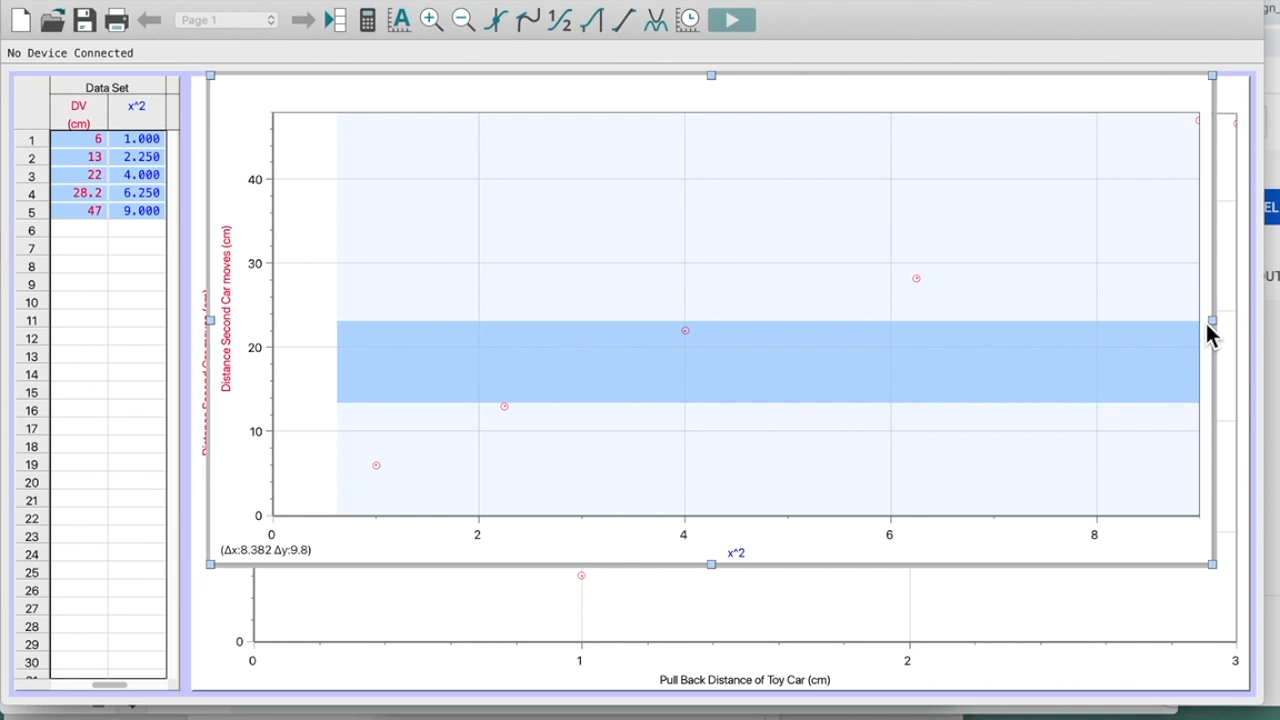 Page 1
No Device Connected
Data Set
DV
(cm)
x^2
1 6 1.000
2 13 2.250
3 22 4.000
4 28.2 6.250
5 47 9.000
6
7
8
9
10
11
12
13
14
15
16
17
18
19
20
21
22
23
24
25
26
27
28
29
30
Distance Second Car moves (cm)
40
30
20
10
0
0 2 4 6 8
(Δx:8.382 Δy:9.8)
x^2
0
0 1 2 3
Pull Back Distance of Toy Car (cm)